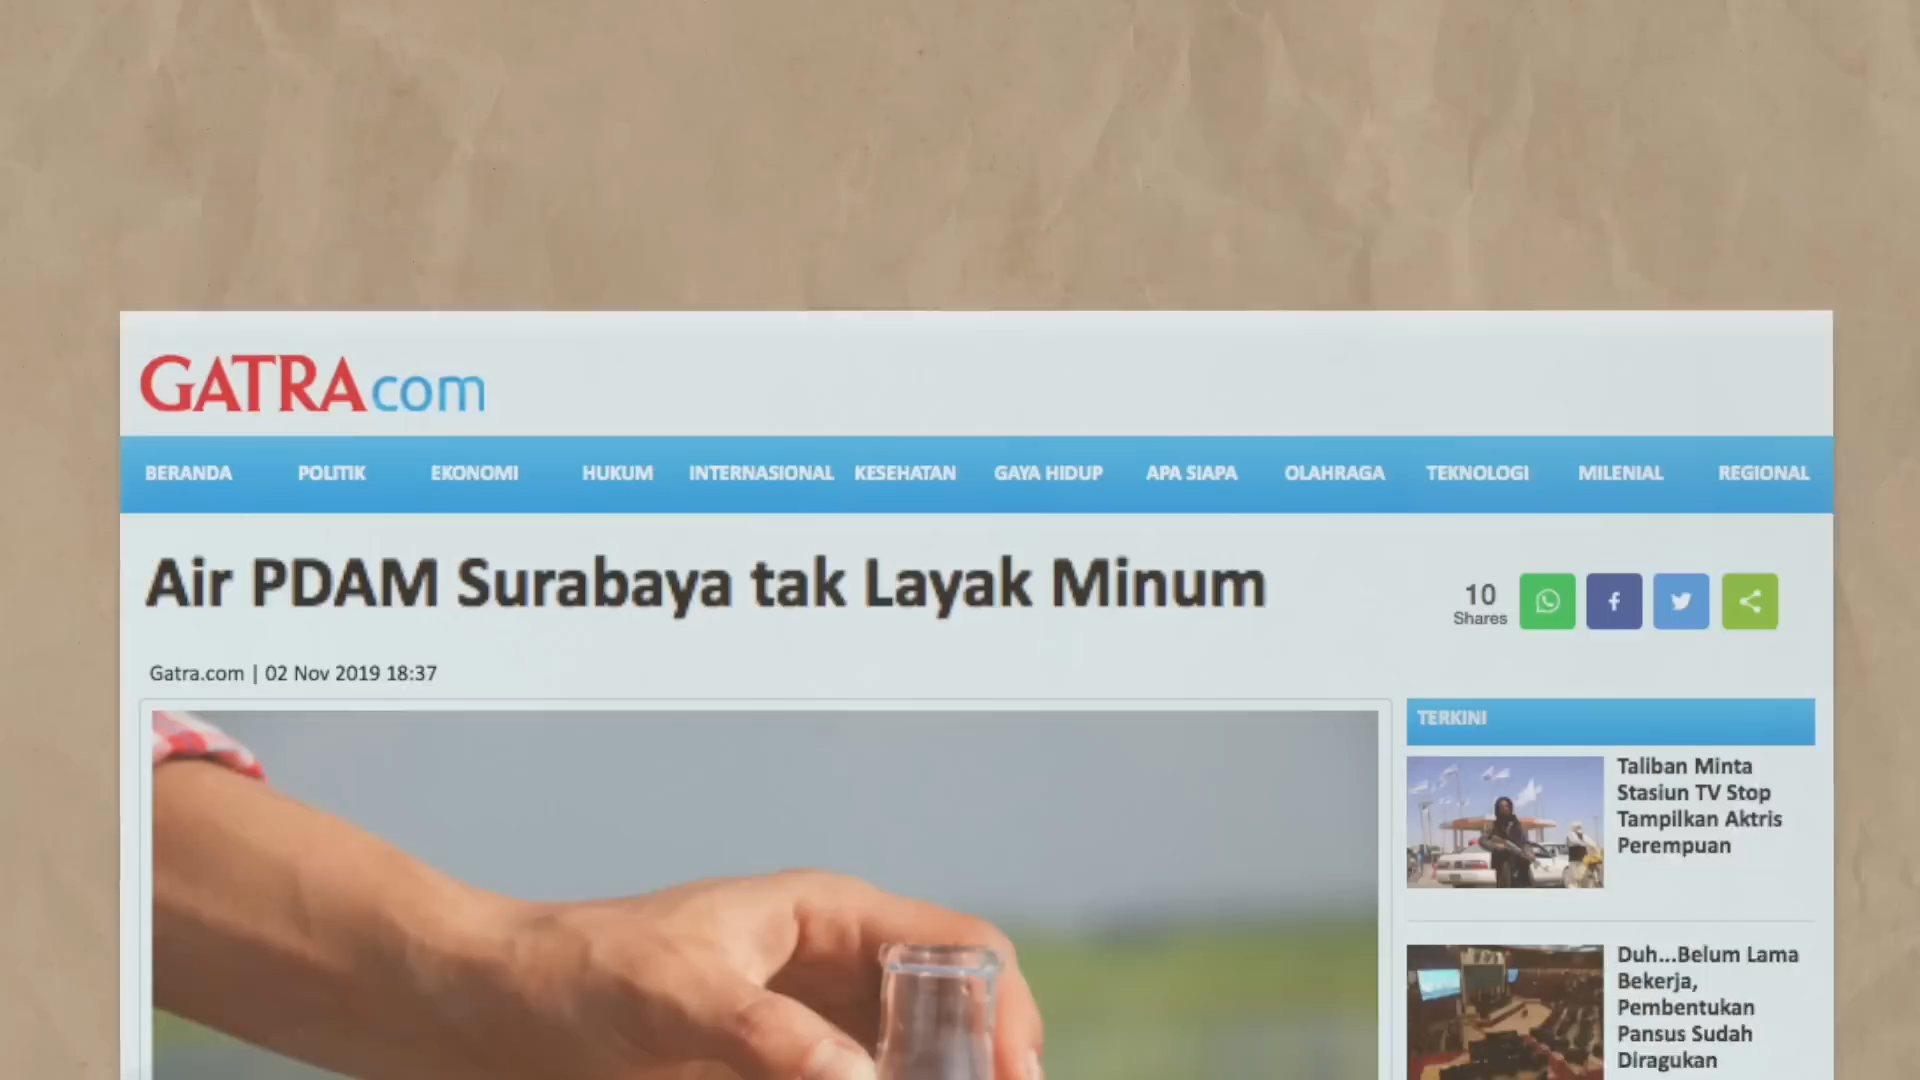 GATRAcom
BERANDA POLITIK EKONOMI HUKUM INTERNASIONAL KESEHATAN GAYA HIDUP APA SIAPA OLAHRAGA TEKNOLOGI MILENIAL REGIONAL
Air PDAM Surabaya tak Layak Minum
10
Shares
Gatra.com | 02 Nov 2019 18:37
TERKINI
Taliban Minta
Stasiun TV Stop
Tampilkan Aktris
Perempuan
Duh...Belum Lama
Bekerja,
Pembentukan
Pansus Sudah
Diragukan